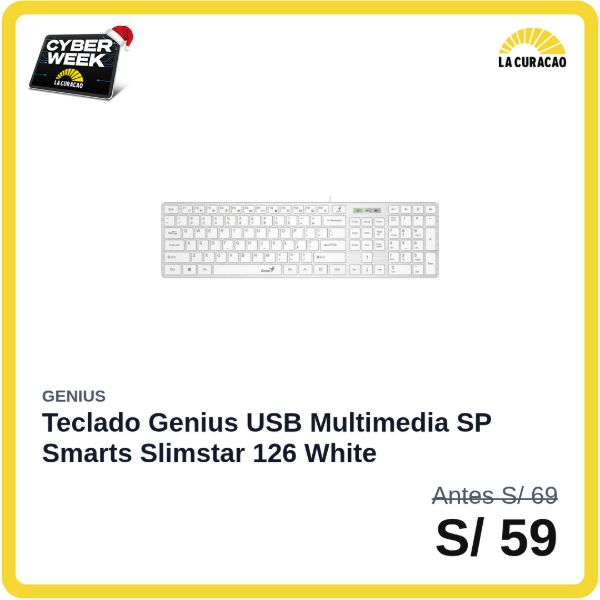 CYBER
WEEK
LA CURACAO
LA CURACAO
Genius
GENIUS
Teclado Genius USB Multimedia SP
Smarts Slimstar 126 White
Antes S/ 69
S/ 59